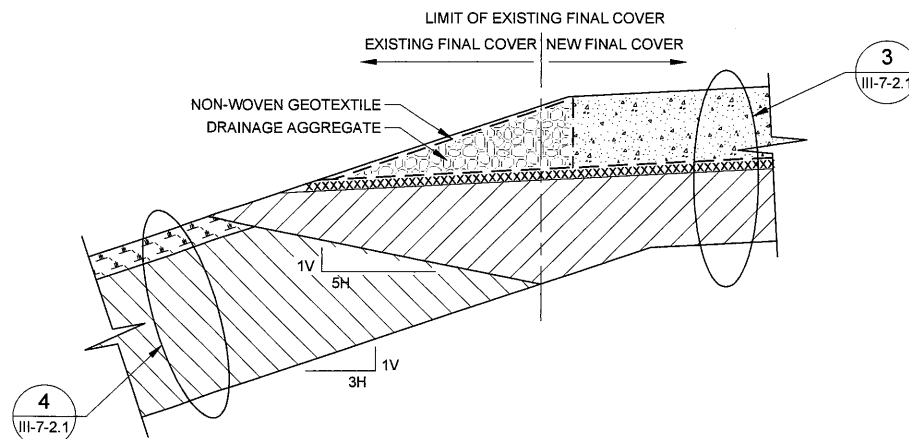 LIMIT OF EXISTING FINAL COVER
EXISTING FINAL COVER NEW FINAL COVER
3
III-7-2.1
NON-WOVEN GEOTEXTILE
DRAINAGE AGGREGATE
1V
5H
1V
3H
4
III-7-2.1